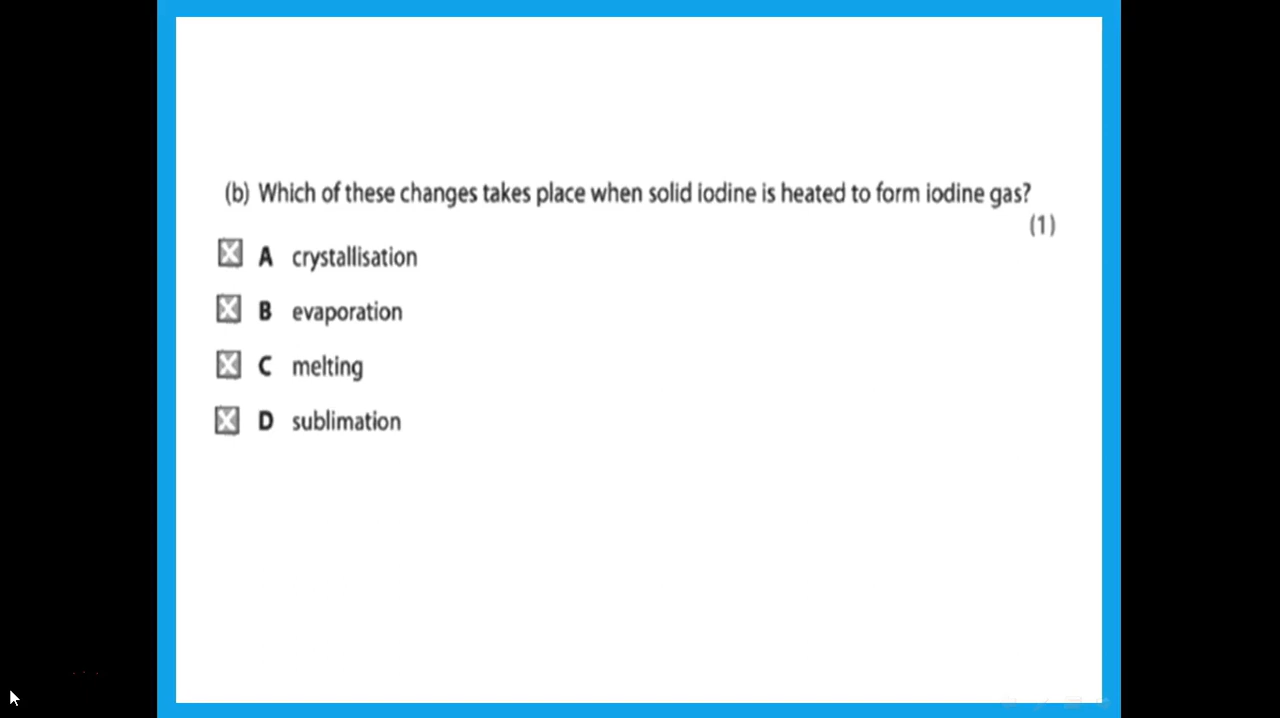 (b) Which of these changes takes place when solid iodine is heated to form iodine gas?
(1)
A crystallisation
B evaporation
C melting
D sublimation